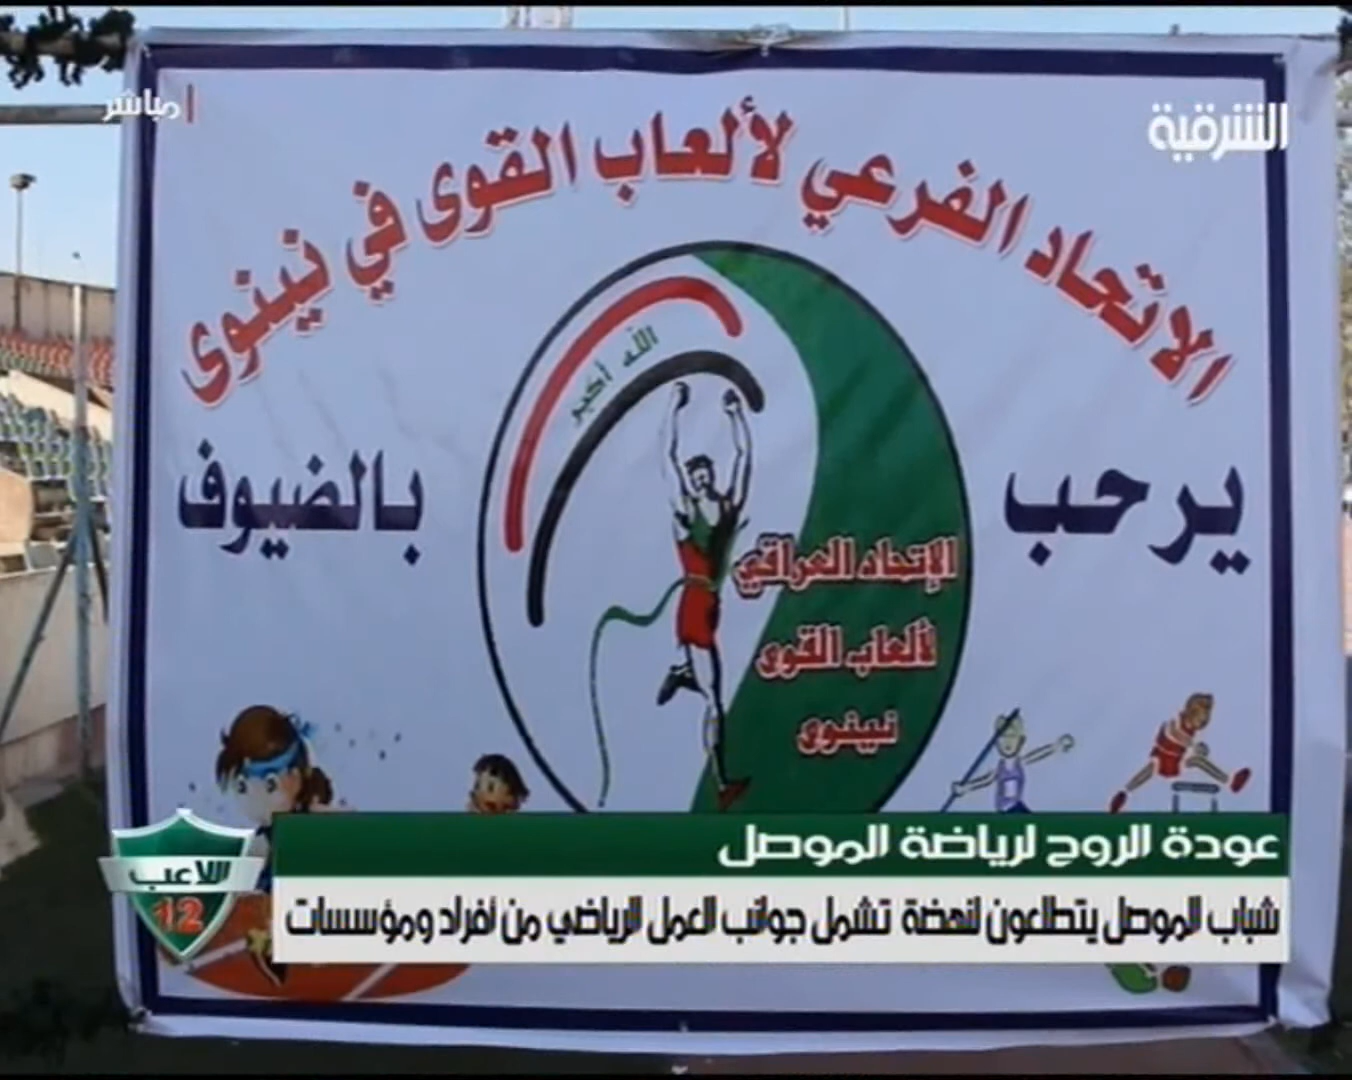 مباشر
الشرقية
الاتحاد الفرعي لألعاب القوى في نينوى
يرحب بالضيوف
الله أكبر
الإتحاد العراقي
لألعاب القوى
نينوى
عودة الروح لرياضة الموصل
اللاعب
12
شباب الموصل يتطلعون لنهضة تشمل جوانب العمل الرياضي من أفراد ومؤسسات